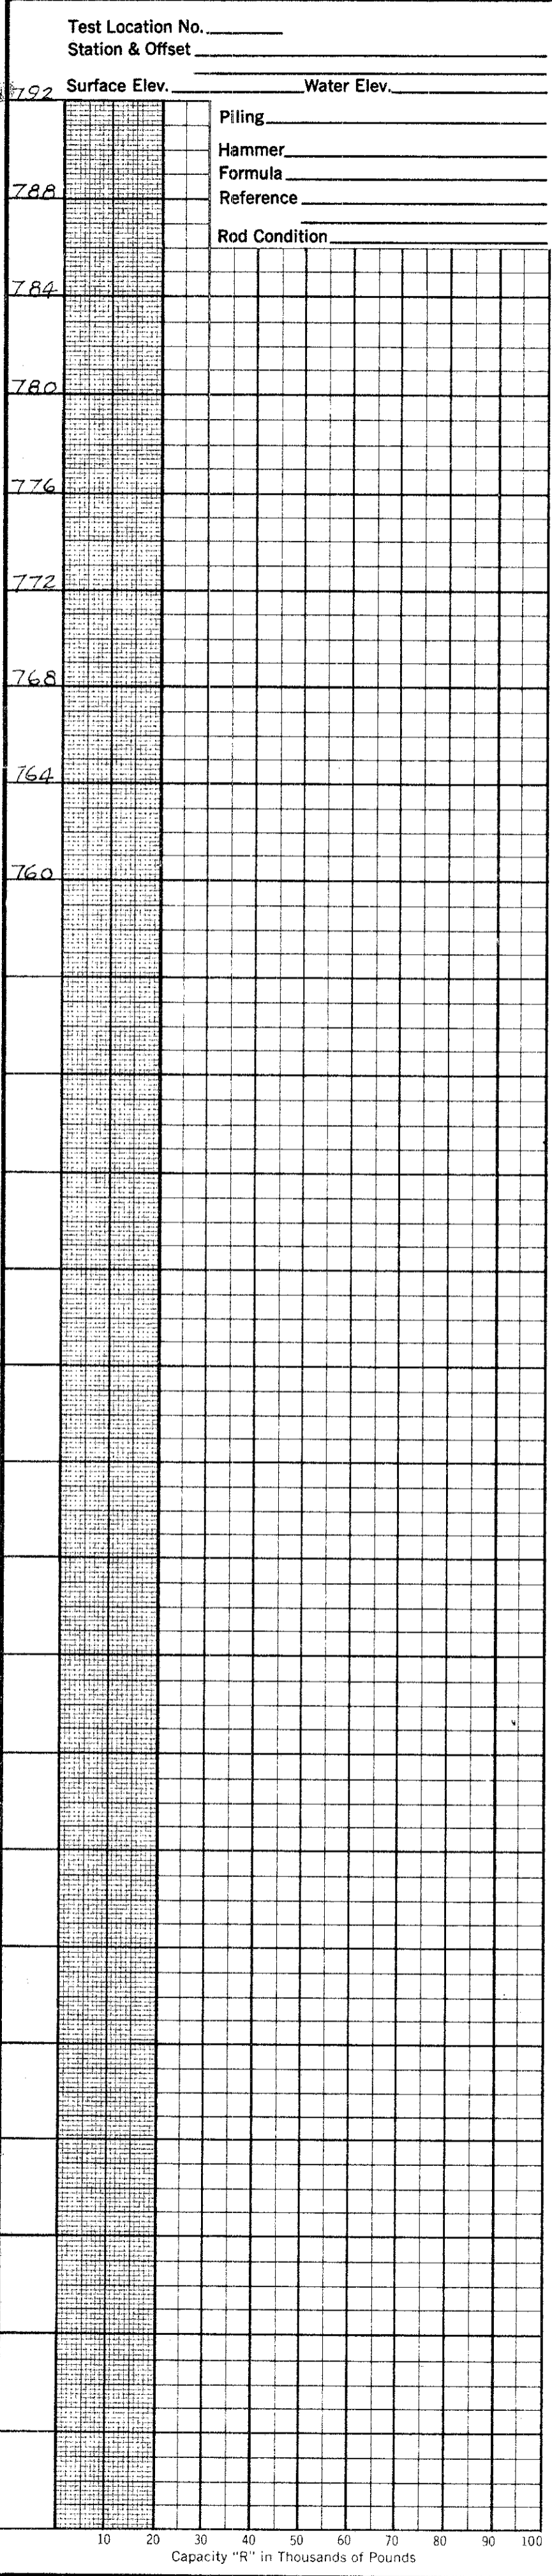 Test Location No.
Station & Offset
Surface Elev. Water Elev.
792
Piling
Hammer
Formula
788
Reference
Rod Condition
784
780
776
772
768
764
760
10 20 30 40 50 60 70 80 90 100
Capacity "R" in Thousands of Pounds